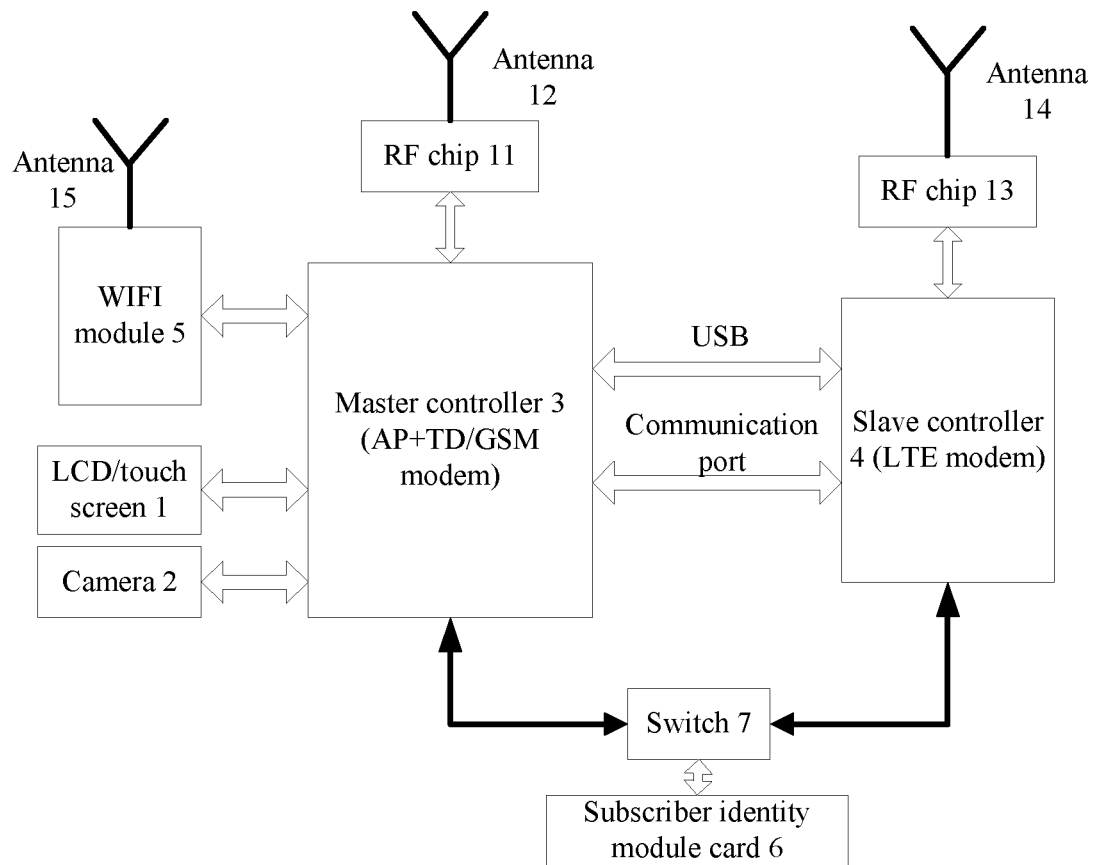 Antenna
12
Antenna
14
Antenna
15
RF chip 11
RF chip 13
WIFI
module 5
USB
Master controller 3
(AP+TD/GSM
modem)
Communication
port
Slave controller
4 (LTE modem)
LCD/touch
screen 1
Camera 2
Switch 7
Subscriber identity
module card 6